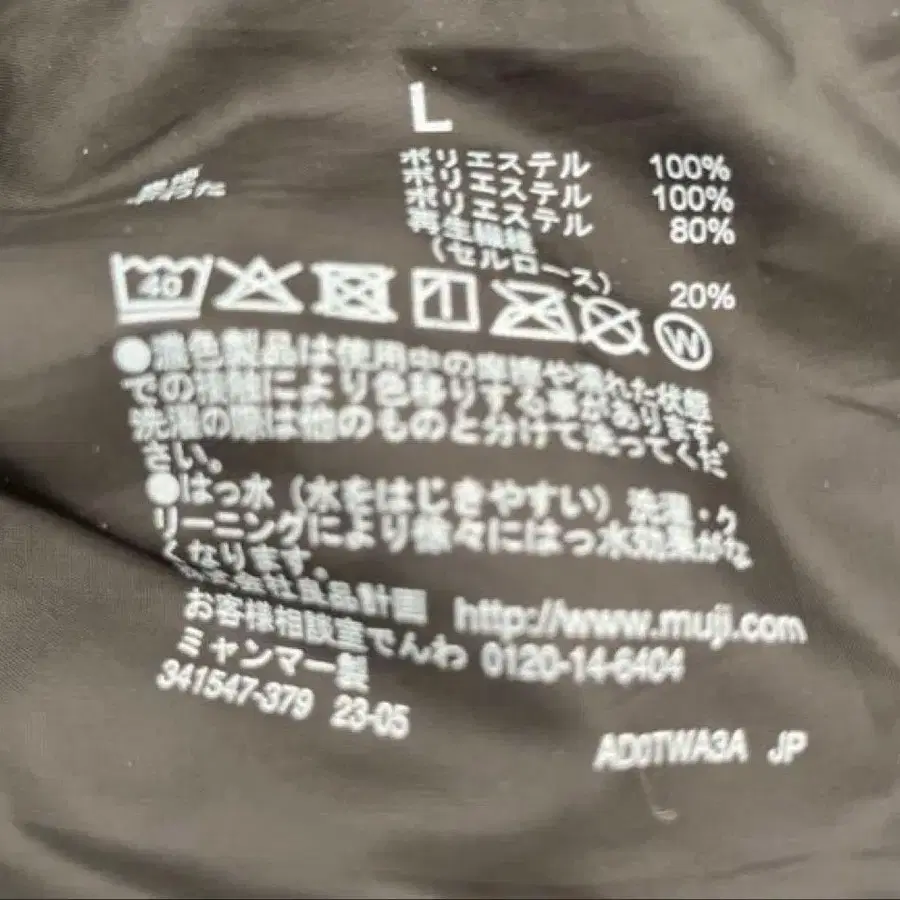 L
ポリエステル 100%
ポリエステル 100%
ポリエステル 80%
再生繊維
(セルロース) 20%
40
W
●濃色製品は使用中の摩擦や濡れた状態
での接触により色移りする事があります。
洗濯の際は他のものと分けて洗ってくだ
さい。
●はっ水(水をはじきやすい)洗濯・ク
リーニングにより徐々にはっ水効果がな
くなります。
株式会社良品計画 http://www.muji.com
お客様相談室でんわ 0120-14-6404
ミャンマー製
341547-379 23-05
AD0TWA3A JP